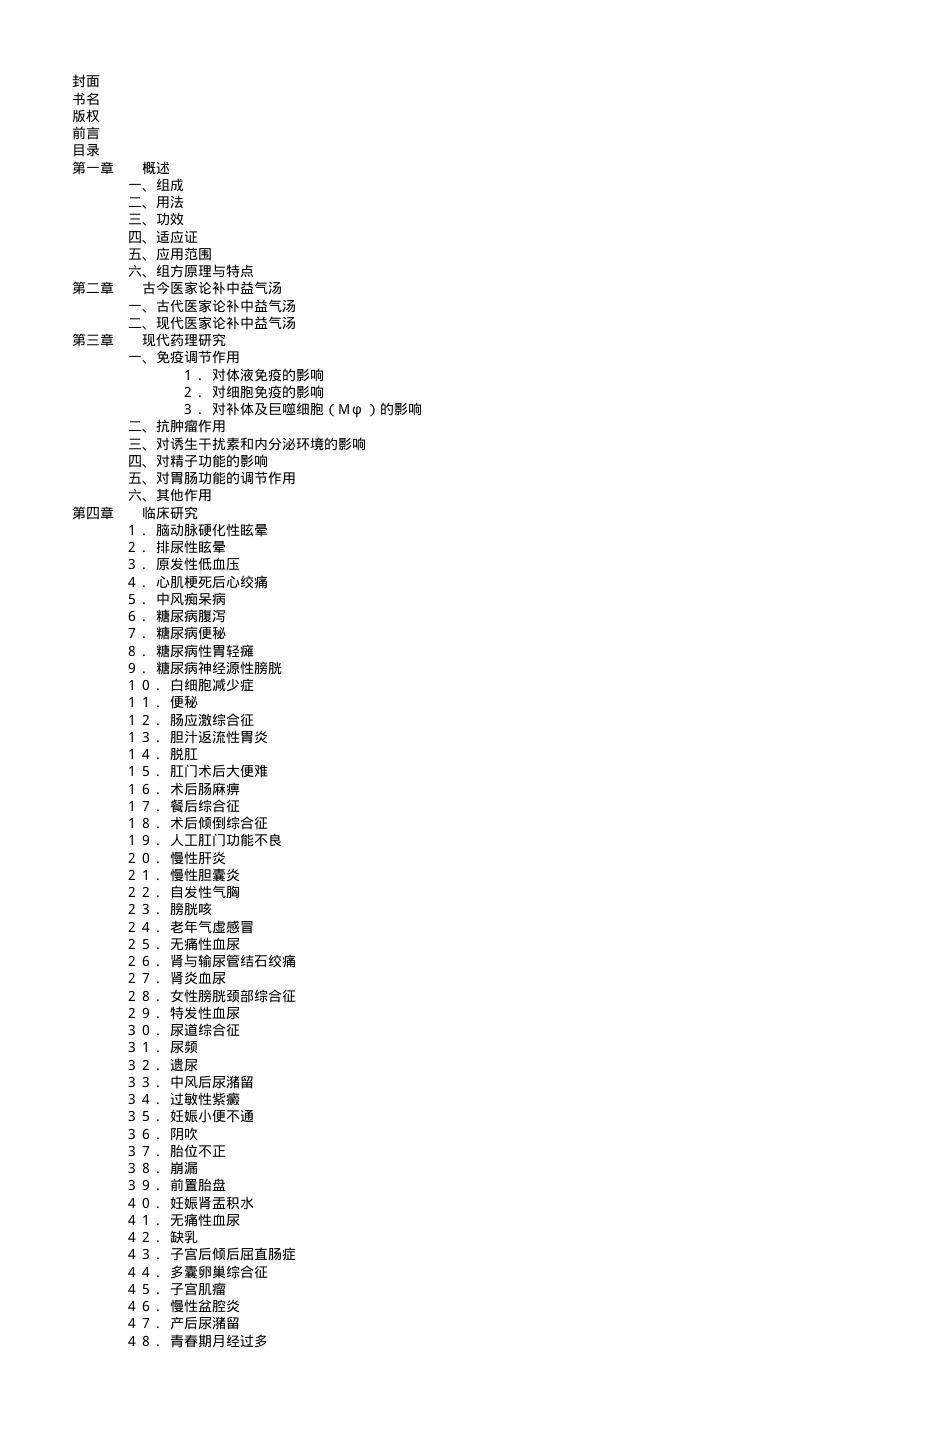 封面
书名
版权
前言
目录
第一章　　概述
一、组成
二、用法
三、功效
四、适应证
五、应用范围
六、组方原理与特点
第二章　　古今医家论补中益气汤
一、古代医家论补中益气汤
二、现代医家论补中益气汤
第三章　　现代药理研究
一、免疫调节作用
１．对体液免疫的影响
２．对细胞免疫的影响
３．对补体及巨噬细胞（Ｍφ）的影响
二、抗肿瘤作用
三、对诱生干扰素和内分泌环境的影响
四、对精子功能的影响
五、对胃肠功能的调节作用
六、其他作用
第四章　　临床研究
１．脑动脉硬化性眩晕
２．排尿性眩晕
３．原发性低血压
４．心肌梗死后心绞痛
５．中风痴呆病
６．糖尿病腹泻
７．糖尿病便秘
８．糖尿病性胃轻瘫
９．糖尿病神经源性膀胱
１０．白细胞减少症
１１．便秘
１２．肠应激综合征
１３．胆汁返流性胃炎
１４．脱肛
１５．肛门术后大便难
１６．术后肠麻痹
１７．餐后综合征
１８．术后倾倒综合征
１９．人工肛门功能不良
２０．慢性肝炎
２１．慢性胆囊炎
２２．自发性气胸
２３．膀胱咳
２４．老年气虚感冒
２５．无痛性血尿
２６．肾与输尿管结石绞痛
２７．肾炎血尿
２８．女性膀胱颈部综合征
２９．特发性血尿
３０．尿道综合征
３１．尿频
３２．遗尿
３３．中风后尿潴留
３４．过敏性紫癜
３５．妊娠小便不通
３６．阴吹
３７．胎位不正
３８．崩漏
３９．前置胎盘
４０．妊娠肾盂积水
４１．无痛性血尿
４２．缺乳
４３．子宫后倾后屈直肠症
４４．多囊卵巢综合征
４５．子宫肌瘤
４６．慢性盆腔炎
４７．产后尿潴留
４８．青春期月经过多